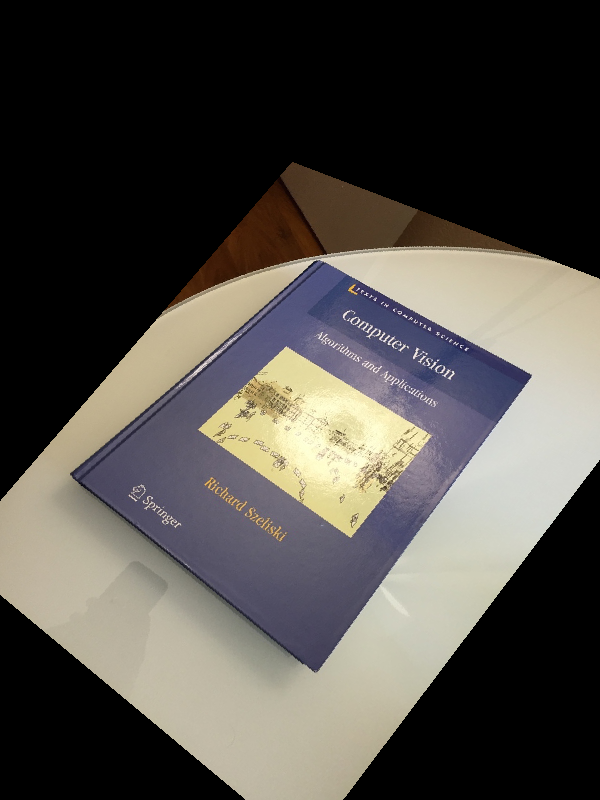 TEXTS IN COMPUTER SCIENCE
Computer Vision
Algorithms and Applications
Richard Szeliski
Springer